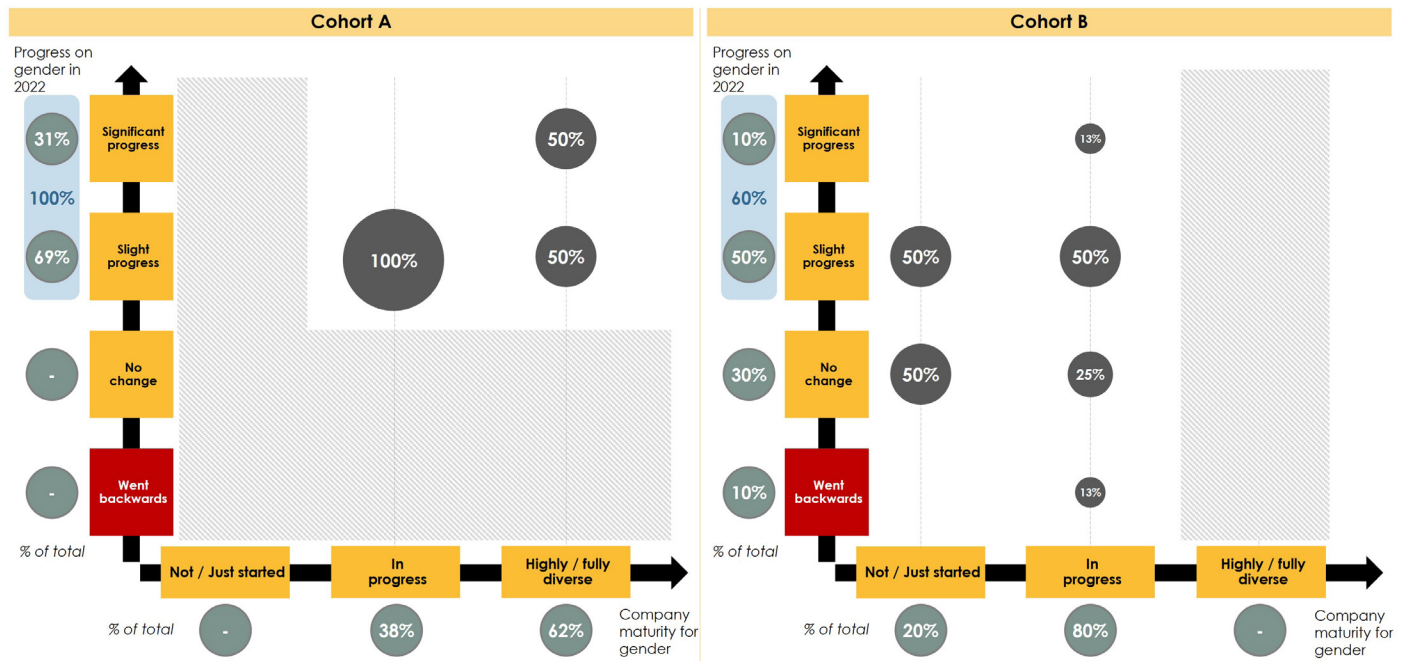 Cohort A
Progress on
gender in
2022
31%
Significant
progress
50%
100%
69%
Slight
progress
100%
50%
-
No
change
-
Went
backwards
% of total
Not / Just started
In
progress
Highly / fully
diverse
% of total
-
38%
62%
Company
maturity for
gender
Cohort B
Progress on
gender in
2022
10%
Significant
progress
13%
60%
50%
Slight
progress
50%
50%
30%
No
change
50%
25%
10%
Went
backwards
13%
% of total
Not / Just started
In
progress
Highly / fully
diverse
% of total
20%
80%
-
Company
maturity for
gender